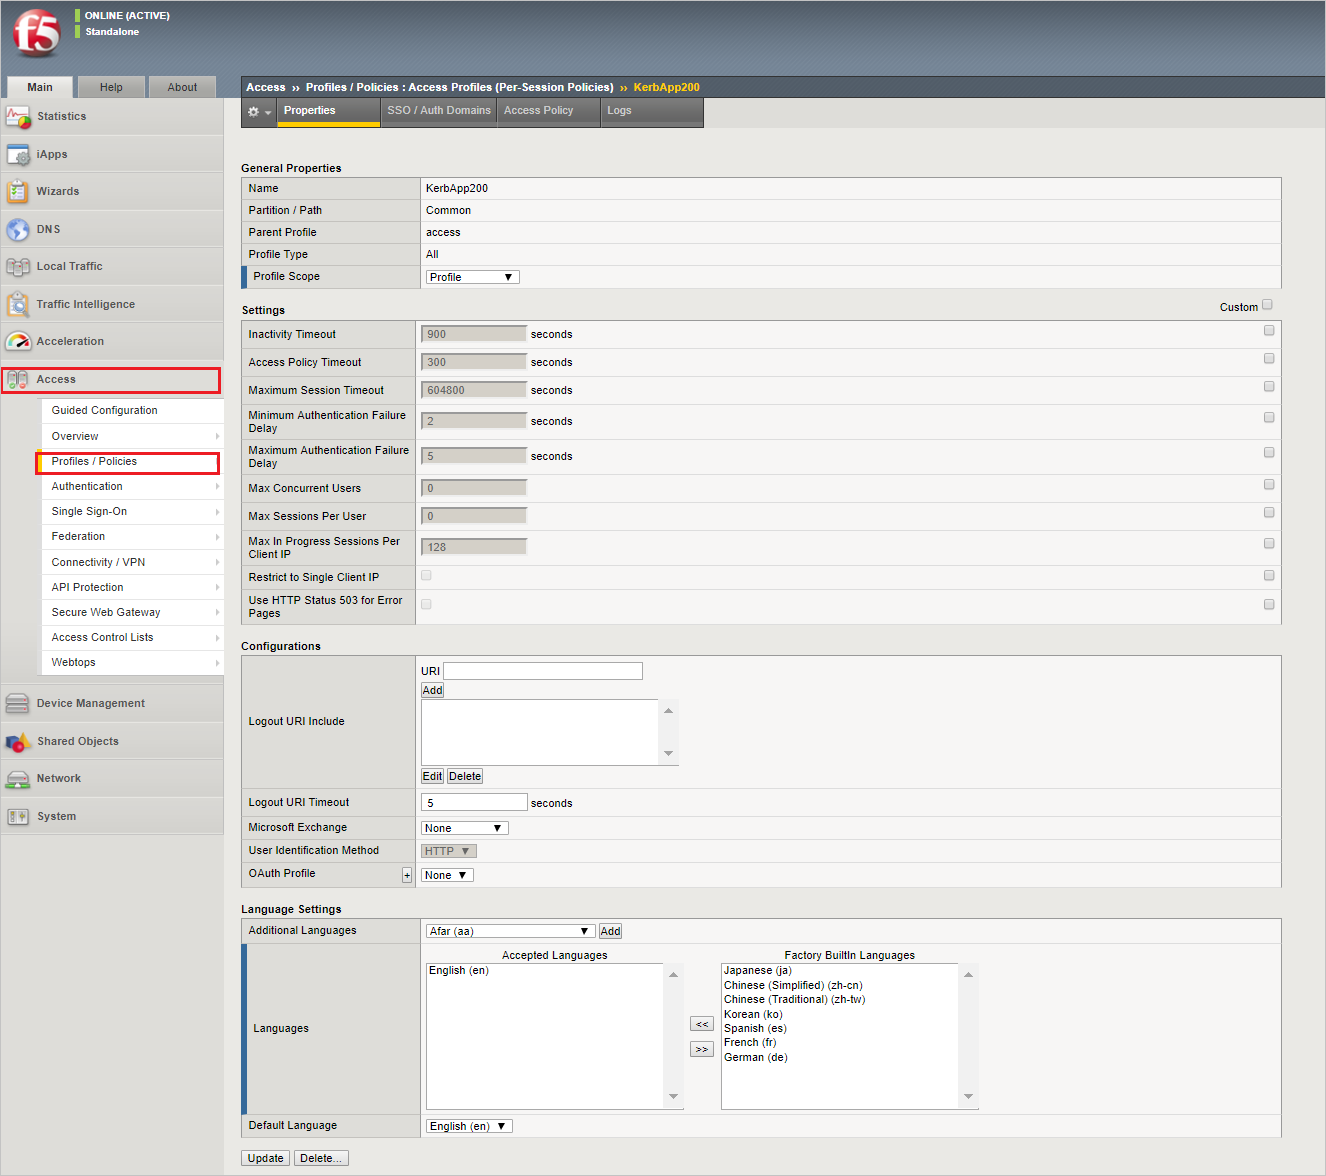 f5
ONLINE (ACTIVE)
Standalone
Main Help About
Access ›› Profiles / Policies : Access Profiles (Per-Session Policies) ›› KerbApp200
Properties SSO / Auth Domains Access Policy Logs
Statistics
iApps
Wizards
DNS
Local Traffic
Traffic Intelligence
Acceleration
Access
Guided Configuration
Overview
Profiles / Policies
Authentication
Single Sign-On
Federation
Connectivity / VPN
API Protection
Secure Web Gateway
Access Control Lists
Webtops
Device Management
Shared Objects
Network
System
General Properties
Name KerbApp200
Partition / Path Common
Parent Profile access
Profile Type All
Profile Scope Profile
Settings Custom
Inactivity Timeout 900 seconds
Access Policy Timeout 300 seconds
Maximum Session Timeout 604800 seconds
Minimum Authentication Failure
Delay 2 seconds
Maximum Authentication Failure
Delay 5 seconds
Max Concurrent Users 0
Max Sessions Per User 0
Max In Progress Sessions Per
Client IP 128
Restrict to Single Client IP
Use HTTP Status 503 for Error
Pages
Configurations
Logout URI Include
URI
Add
Edit Delete
Logout URI Timeout 5 seconds
Microsoft Exchange None
User Identification Method HTTP
OAuth Profile + None
Language Settings
Additional Languages Afar (aa) Add
Languages
Accepted Languages Factory BuiltIn Languages
English (en) Japanese (ja)
Chinese (Simplified) (zh-cn)
Chinese (Traditional) (zh-tw)
Korean (ko)
<< Spanish (es)
French (fr)
>> German (de)
Default Language English (en)
Update Delete...